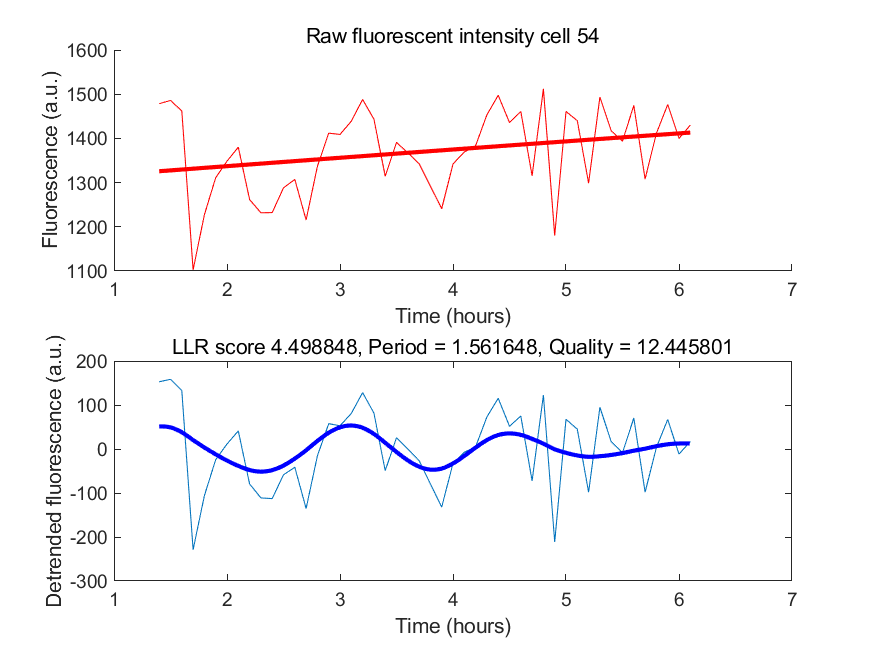 Raw fluorescent intensity cell 54
Fluorescence (a.u.)
1600
1500
1400
1300
1200
1100
1 2 3 4 5 6 7
Time (hours)
LLR score 4.498848, Period = 1.561648, Quality = 12.445801
Detrended fluorescence (a.u.)
200
100
0
-100
-200
-300
1 2 3 4 5 6 7
Time (hours)